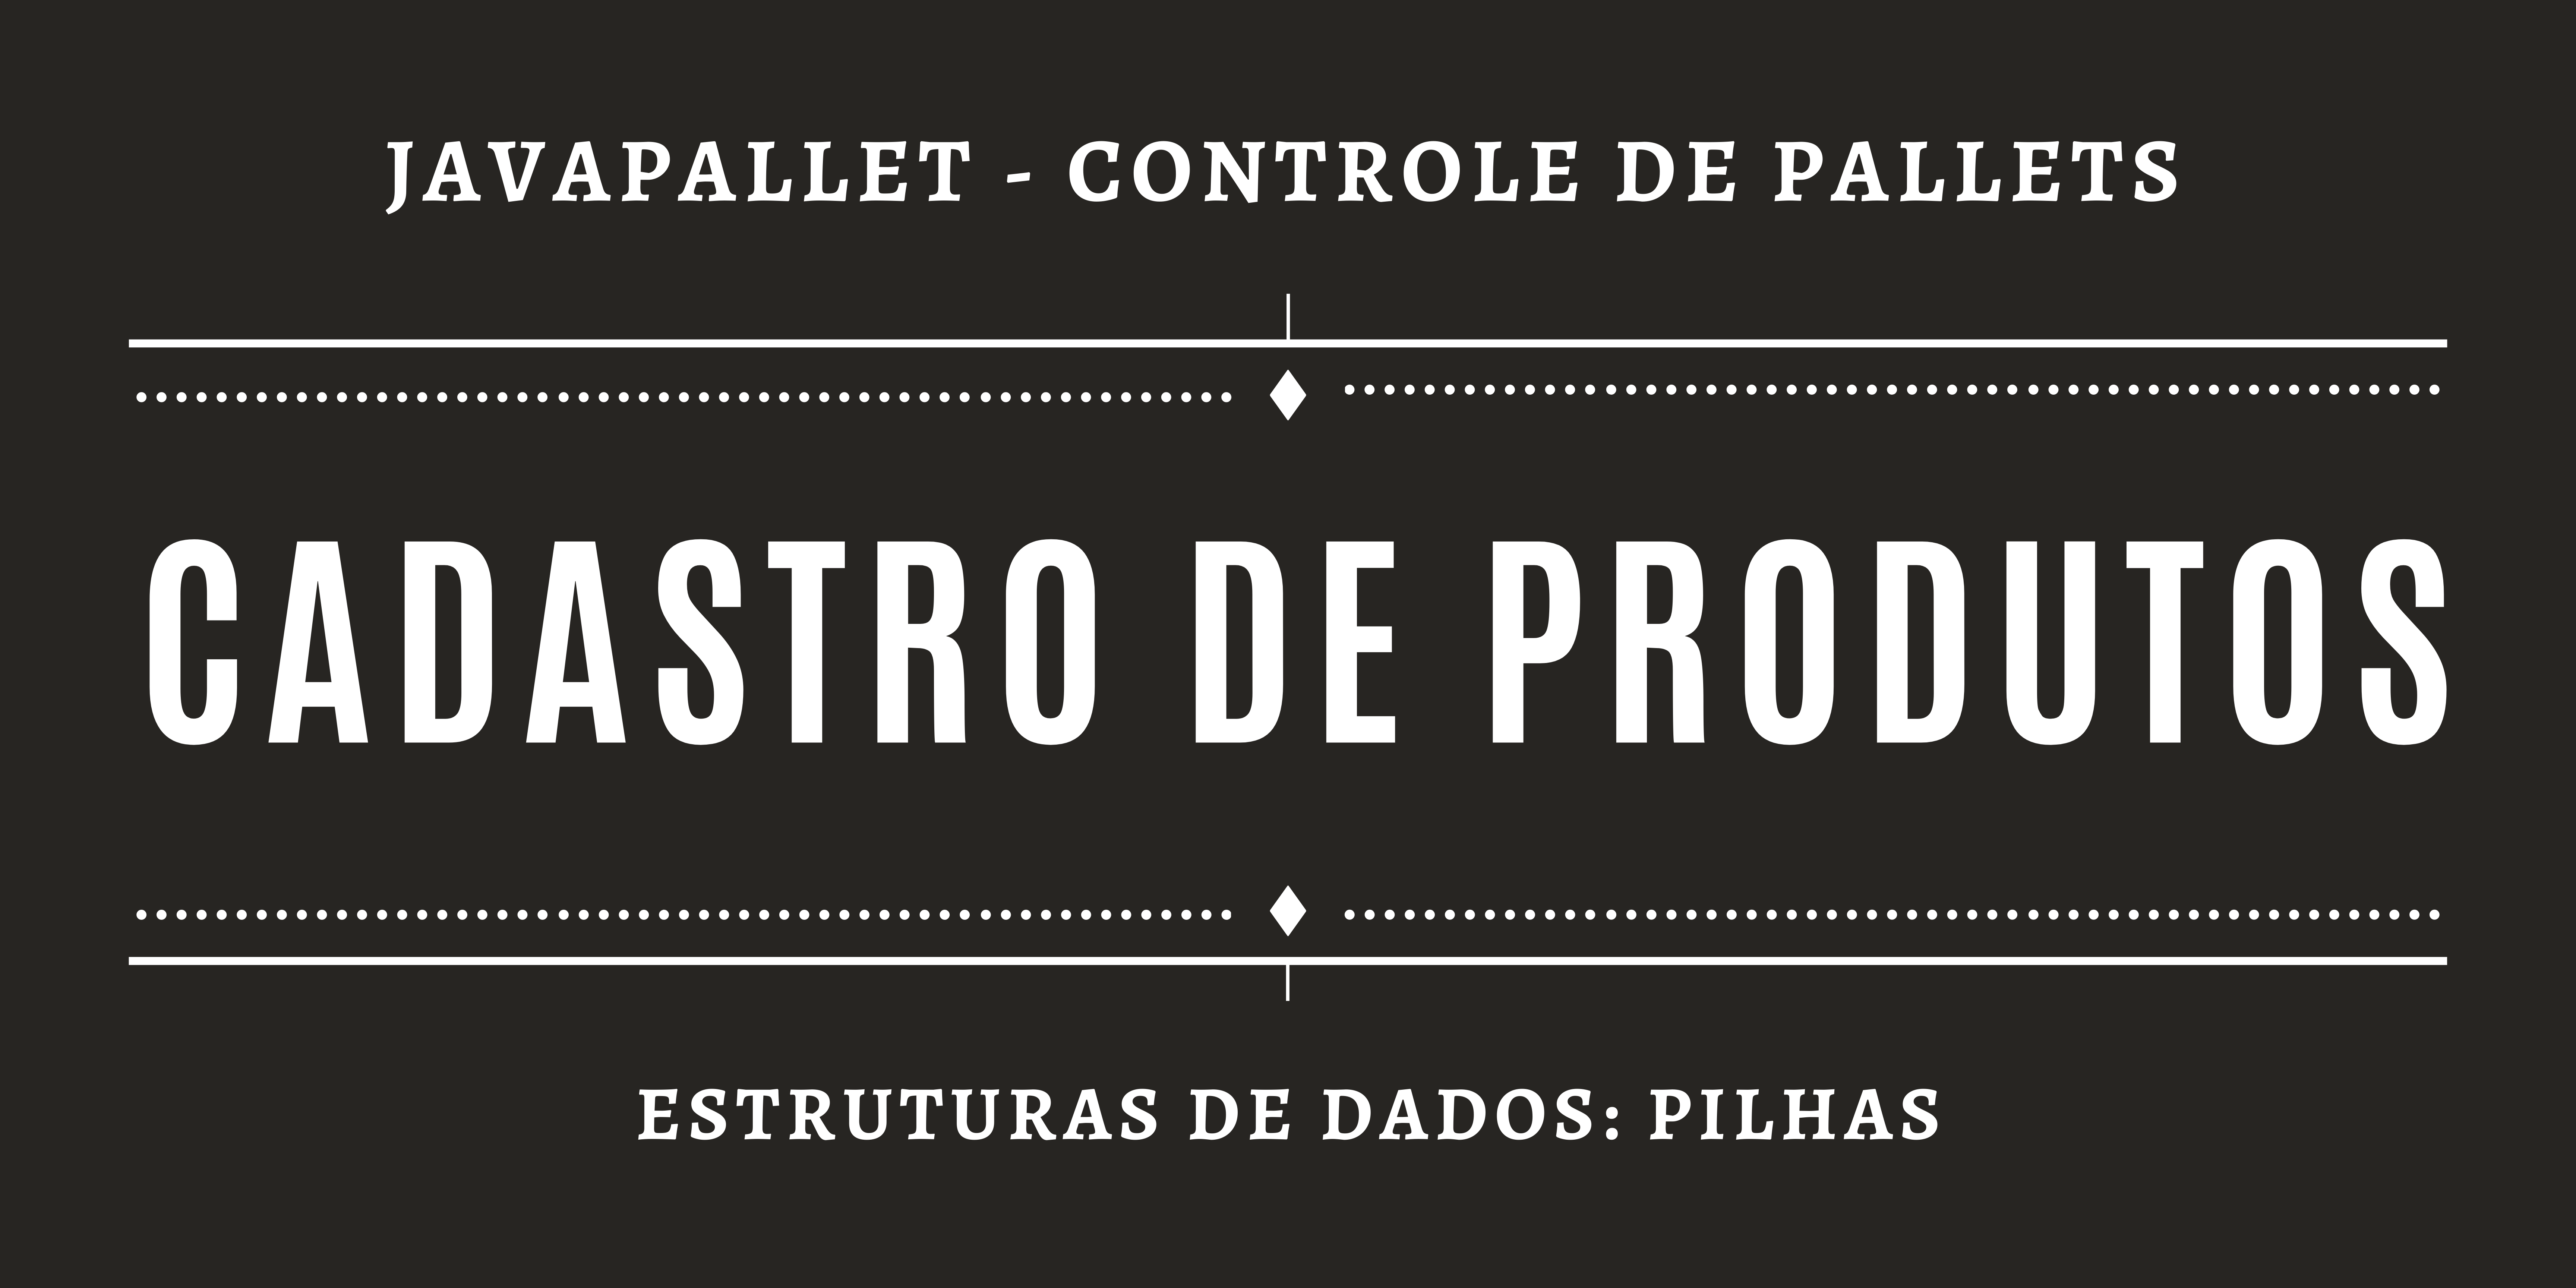 JAVAPALLET - CONTROLE DE PALLETS
CADASTRO DE PRODUTOS
ESTRUTURAS DE DADOS: PILHAS